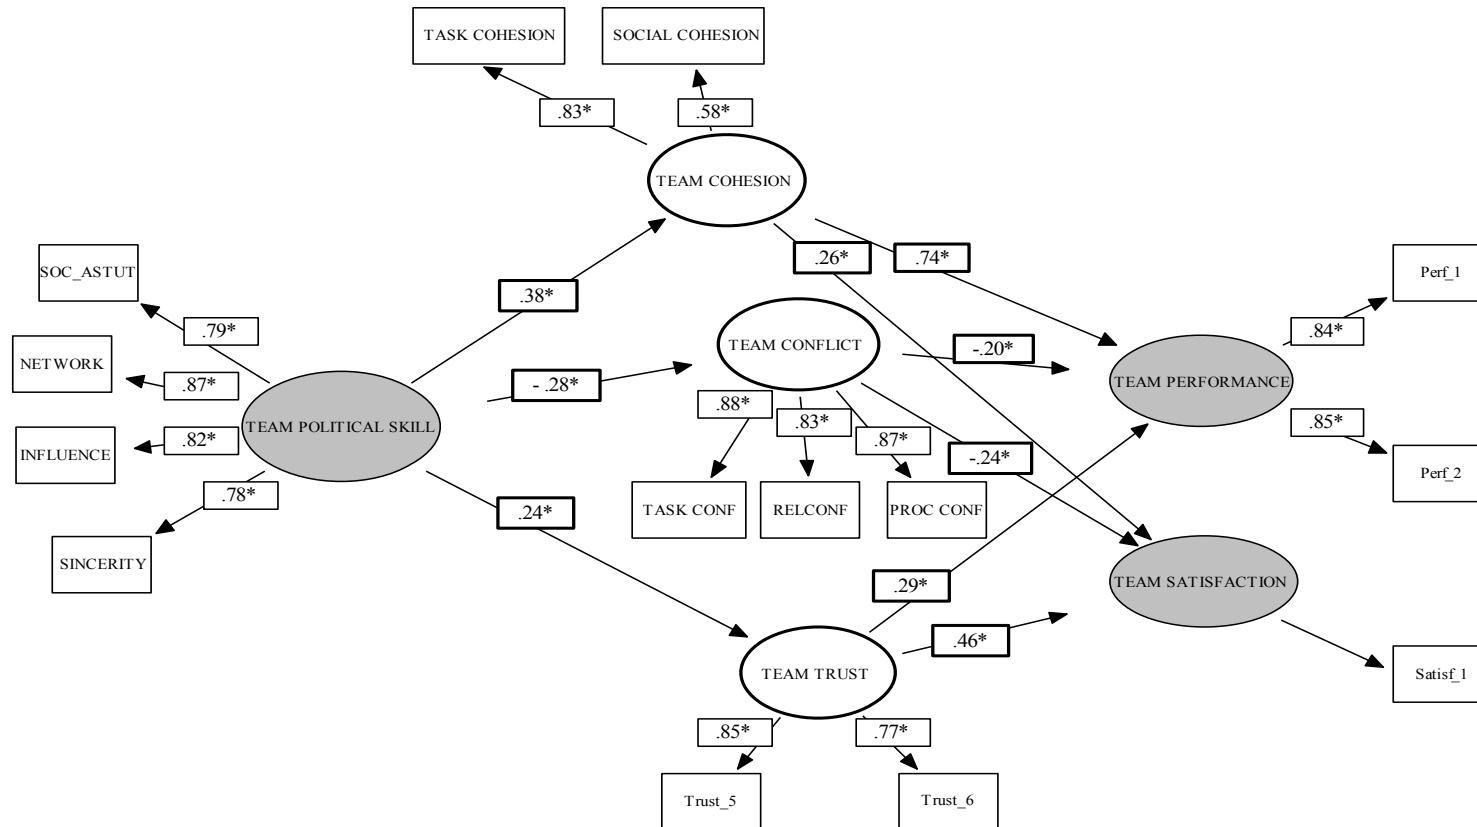 TASK COHESION
SOCIAL COHESION
.83*
.58*
TEAM COHESION
SOC_ASTUT
.26*
.74*
Perf_1
.38*
.79*
.84*
NETWORK
TEAM CONFLICT
-.20*
.87*
- .28*
TEAM PERFORMANCE
.88*
.83*
.87*
.85*
TEAM POLITICAL SKILL
.82*
INFLUENCE
-.24*
Perf_2
.78*
TASK CONF
RELCONF
PROC CONF
.24*
SINCERITY
.29*
TEAM SATISFACTION
.46*
TEAM TRUST
Satisf_1
.85*
.77*
Trust_5
Trust_6